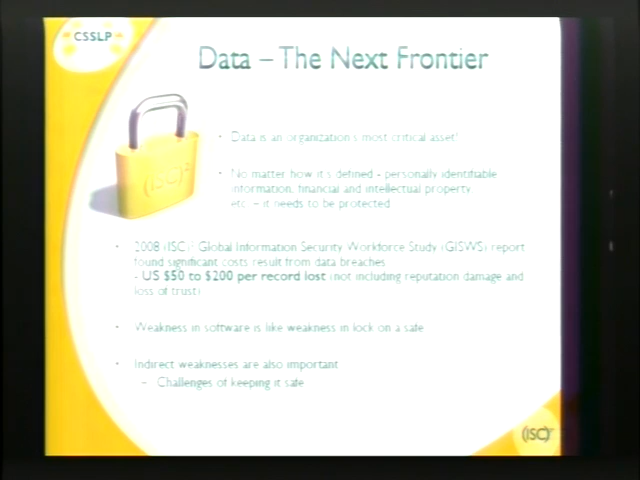 CSSLP
Data – The Next Frontier
(ISC)²
• Data is an organization's most critical asset!
• No matter how it's defined - personally identifiable
information, financial and intellectual property
etc. – it needs to be protected
• 2008 (ISC)² Global Information Security Workforce Study (GISWS) report
found significant costs result from data breaches
- US $50 to $200 per record lost (not including reputation damage and
loss of trust)
• Weakness in software is like weakness in lock on a safe
• Indirect weaknesses are also important
– Challenges of keeping it safe
(ISC)²